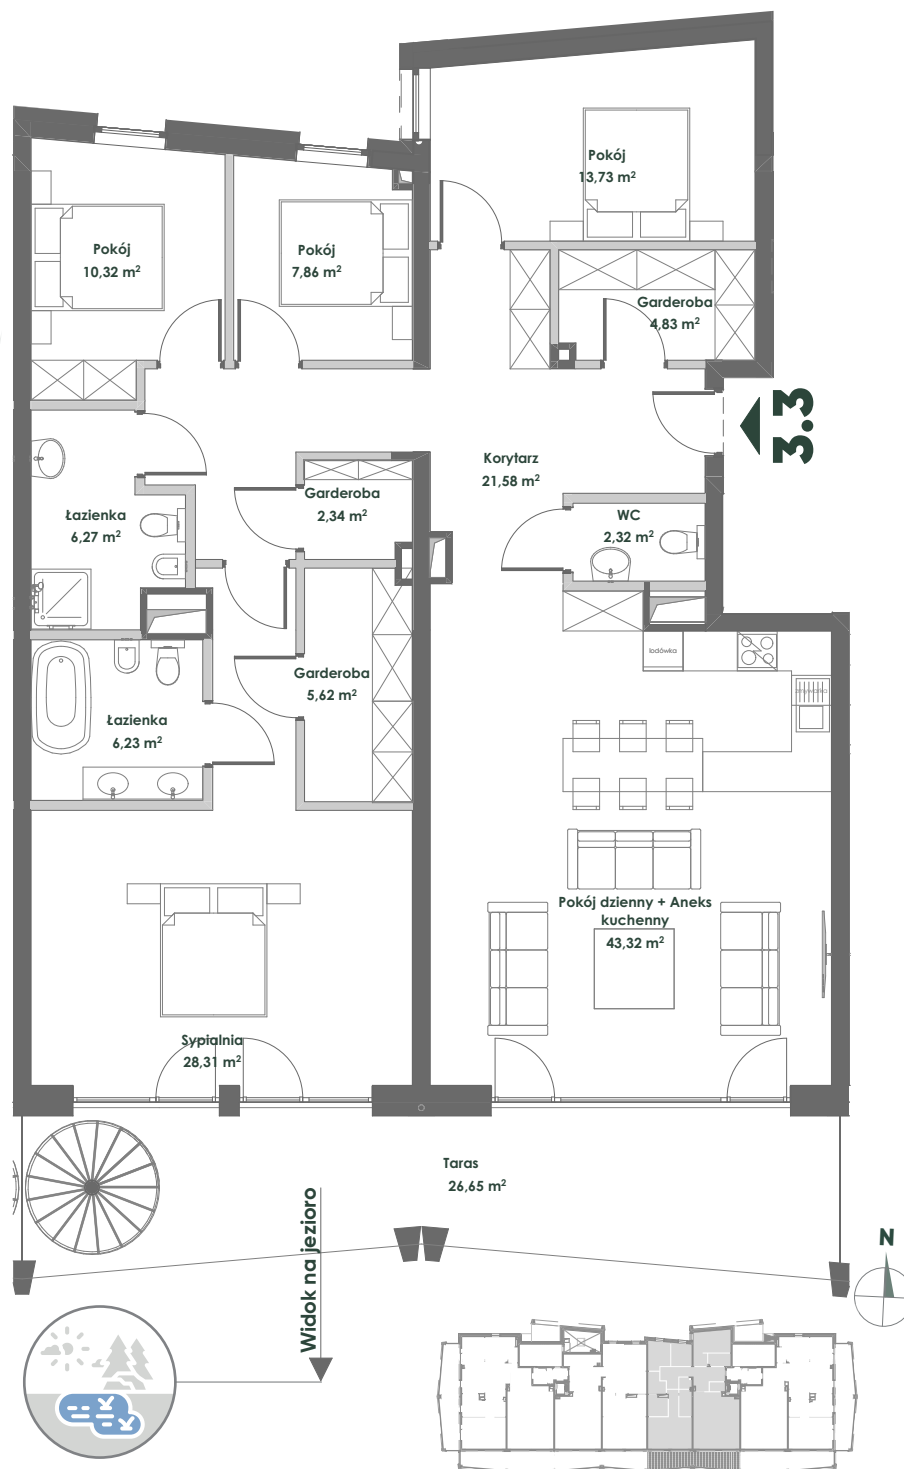 Pokój
13,73 m²
Pokój
10,32 m²
Pokój
7,86 m²
Garderoba
4,83 m²
3.3
Korytarz
21,58 m²
Garderoba
2,34 m²
WC
2,32 m²
Łazienka
6,27 m²
lodówka
zmywarka
Garderoba
5,62 m²
Łazienka
6,23 m²
Pokój dzienny + Aneks
kuchenny
43,32 m²
Sypialnia
28,31 m²
Taras
26,65 m²
Widok na jezioro
N